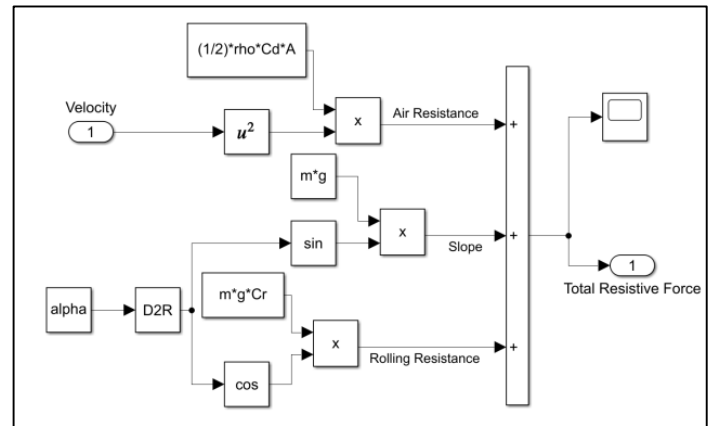 (1/2)*rho*Cd*A
Velocity
1
u²
x
Air Resistance
+
m*g
sin
x
Slope
+
1
Total Resistive Force
alpha
D2R
m*g*Cr
x
Rolling Resistance
+
cos